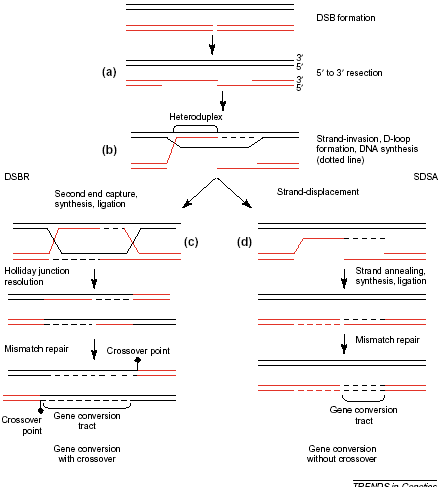 DSB formation
3′
5′
(a)
5′ to 3′ resection
3′
5′
Heteroduplex
(b)
Strand-invasion, D-loop
formation, DNA synthesis
(dotted line)
DSBR
SDSA
Second end capture,
synthesis, ligation
Strand-displacement
(c)
(d)
Holliday junction
resolution
Strand annealing,
synthesis, ligation
Mismatch repair
Crossover point
Mismatch repair
Crossover
point
Gene conversion
tract
Gene conversion
tract
Gene conversion
with crossover
Gene conversion
without crossover
TRENDS in Genetics